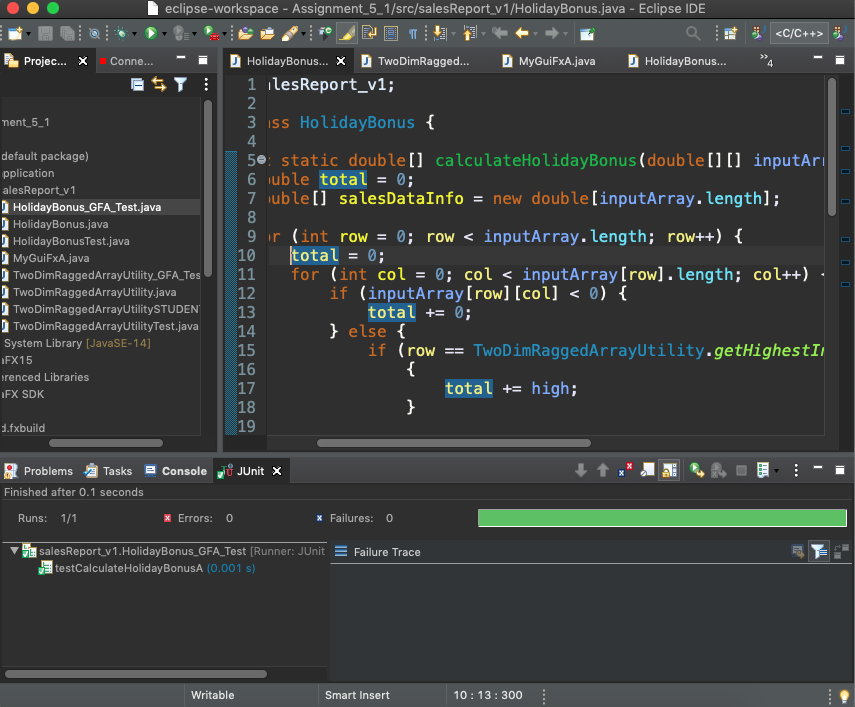 eclipse-workspace - Assignment_5_1/src/salesReport_v1/HolidayBonus.java - Eclipse IDE
<C/C++>
Projec... Conne...
HolidayBonus.j... TwoDimRagged... MyGuiFxA.java HolidayBonus... »4
ment_5_1
default package)
pplication
alesReport_v1
HolidayBonus_GFA_Test.java
HolidayBonus.java
HolidayBonusTest.java
MyGuiFxA.java
TwoDimRaggedArrayUtility_GFA_Tes
TwoDimRaggedArrayUtility.java
TwoDimRaggedArrayUtilitySTUDENT
TwoDimRaggedArrayUtilityTest.java
System Library [JavaSE-14]
aFX15
erenced Libraries
aFX SDK
d.fxbuild
1 alesReport_v1;
2
3 ass HolidayBonus {
4
5 c static double[] calculateHolidayBonus(double[][] inputArr
6 ouble total = 0;
7 ouble[] salesDataInfo = new double[inputArray.length];
8
9 or (int row = 0; row < inputArray.length; row++) {
10 total = 0;
11 for (int col = 0; col < inputArray[row].length; col++) {
12 if (inputArray[row][col] < 0) {
13 total += 0;
14 } else {
15 if (row == TwoDimRaggedArrayUtility.getHighestIn
16 {
17 total += high;
18 }
19
Problems Tasks Console JUnit
Finished after 0.1 seconds
Runs: 1/1 Errors: 0 Failures: 0
salesReport_v1.HolidayBonus_GFA_Test [Runner: JUnit
testCalculateHolidayBonusA (0.001 s)
Failure Trace
Writable Smart Insert 10 : 13 : 300